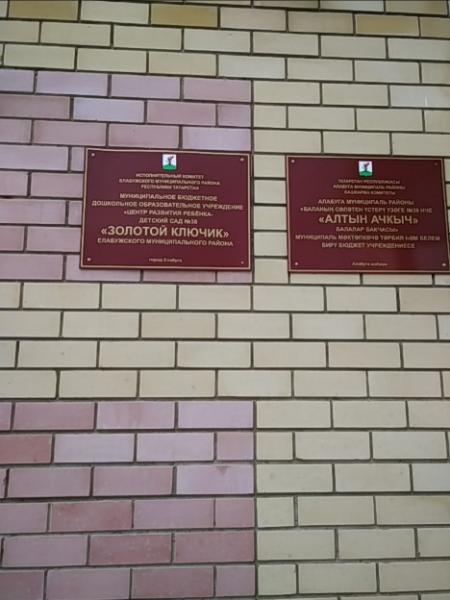 ИСПОЛНИТЕЛЬНЫЙ КОМИТЕТ
ЕЛАБУЖСКОГО МУНИЦИПАЛЬНОГО РАЙОНА
РЕСПУБЛИКИ ТАТАРСТАН
МУНИЦИПАЛЬНОЕ БЮДЖЕТНОЕ
ДОШКОЛЬНОЕ ОБРАЗОВАТЕЛЬНОЕ УЧРЕЖДЕНИЕ
«ЦЕНТР РАЗВИТИЯ РЕБЁНКА-
ДЕТСКИЙ САД №38
«ЗОЛОТОЙ КЛЮЧИК»
ЕЛАБУЖСКОГО МУНИЦИПАЛЬНОГО РАЙОНА
город Елабуга
ТАТАРСТАН РЕСПУБЛИКАСЫ
АЛАБУГА МУНИЦИПАЛЬ РАЙОНЫ
БАШКАРМА КОМИТЕТЫ
АЛАБУГА МУНИЦИПАЛЬ РАЙОНЫ
«БАЛАНЫҢ СӘЛӘТЕН ҮСТЕРҮ ҮЗӘГЕ №38 НЧЕ
«АЛТЫН АЧКЫЧ»
БАЛАЛАР БАКЧАСЫ»
МУНИЦИПАЛЬ МӘКТӘПКӘЧӘ ТӘРБИЯ ҺӘМ БЕЛЕМ
БИРҮ БЮДЖЕТ УЧРЕЖДЕНИЕСЕ
Алабуга шәһәре